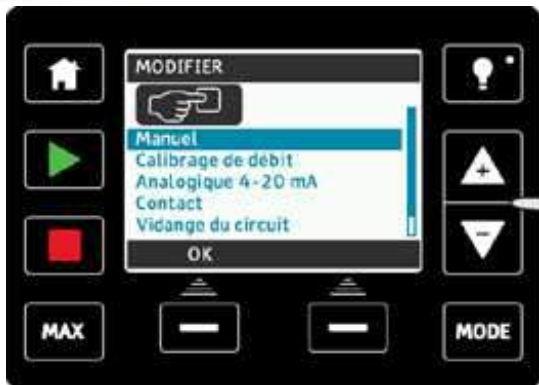 MODIFIER
Manuel
Calibrage de débit
Analogique 4-20 mA
Contact
Vidange du circuit
OK
MAX
MODE